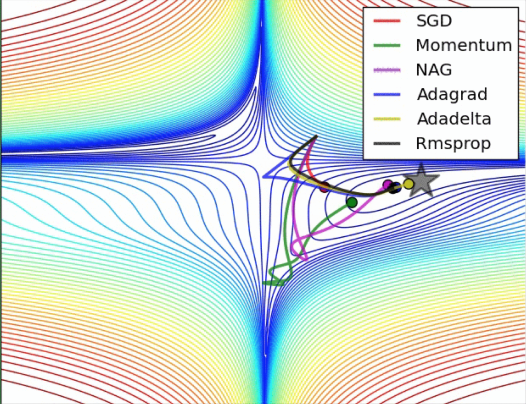 SGD
Momentum
NAG
Adagrad
Adadelta
Rmsprop